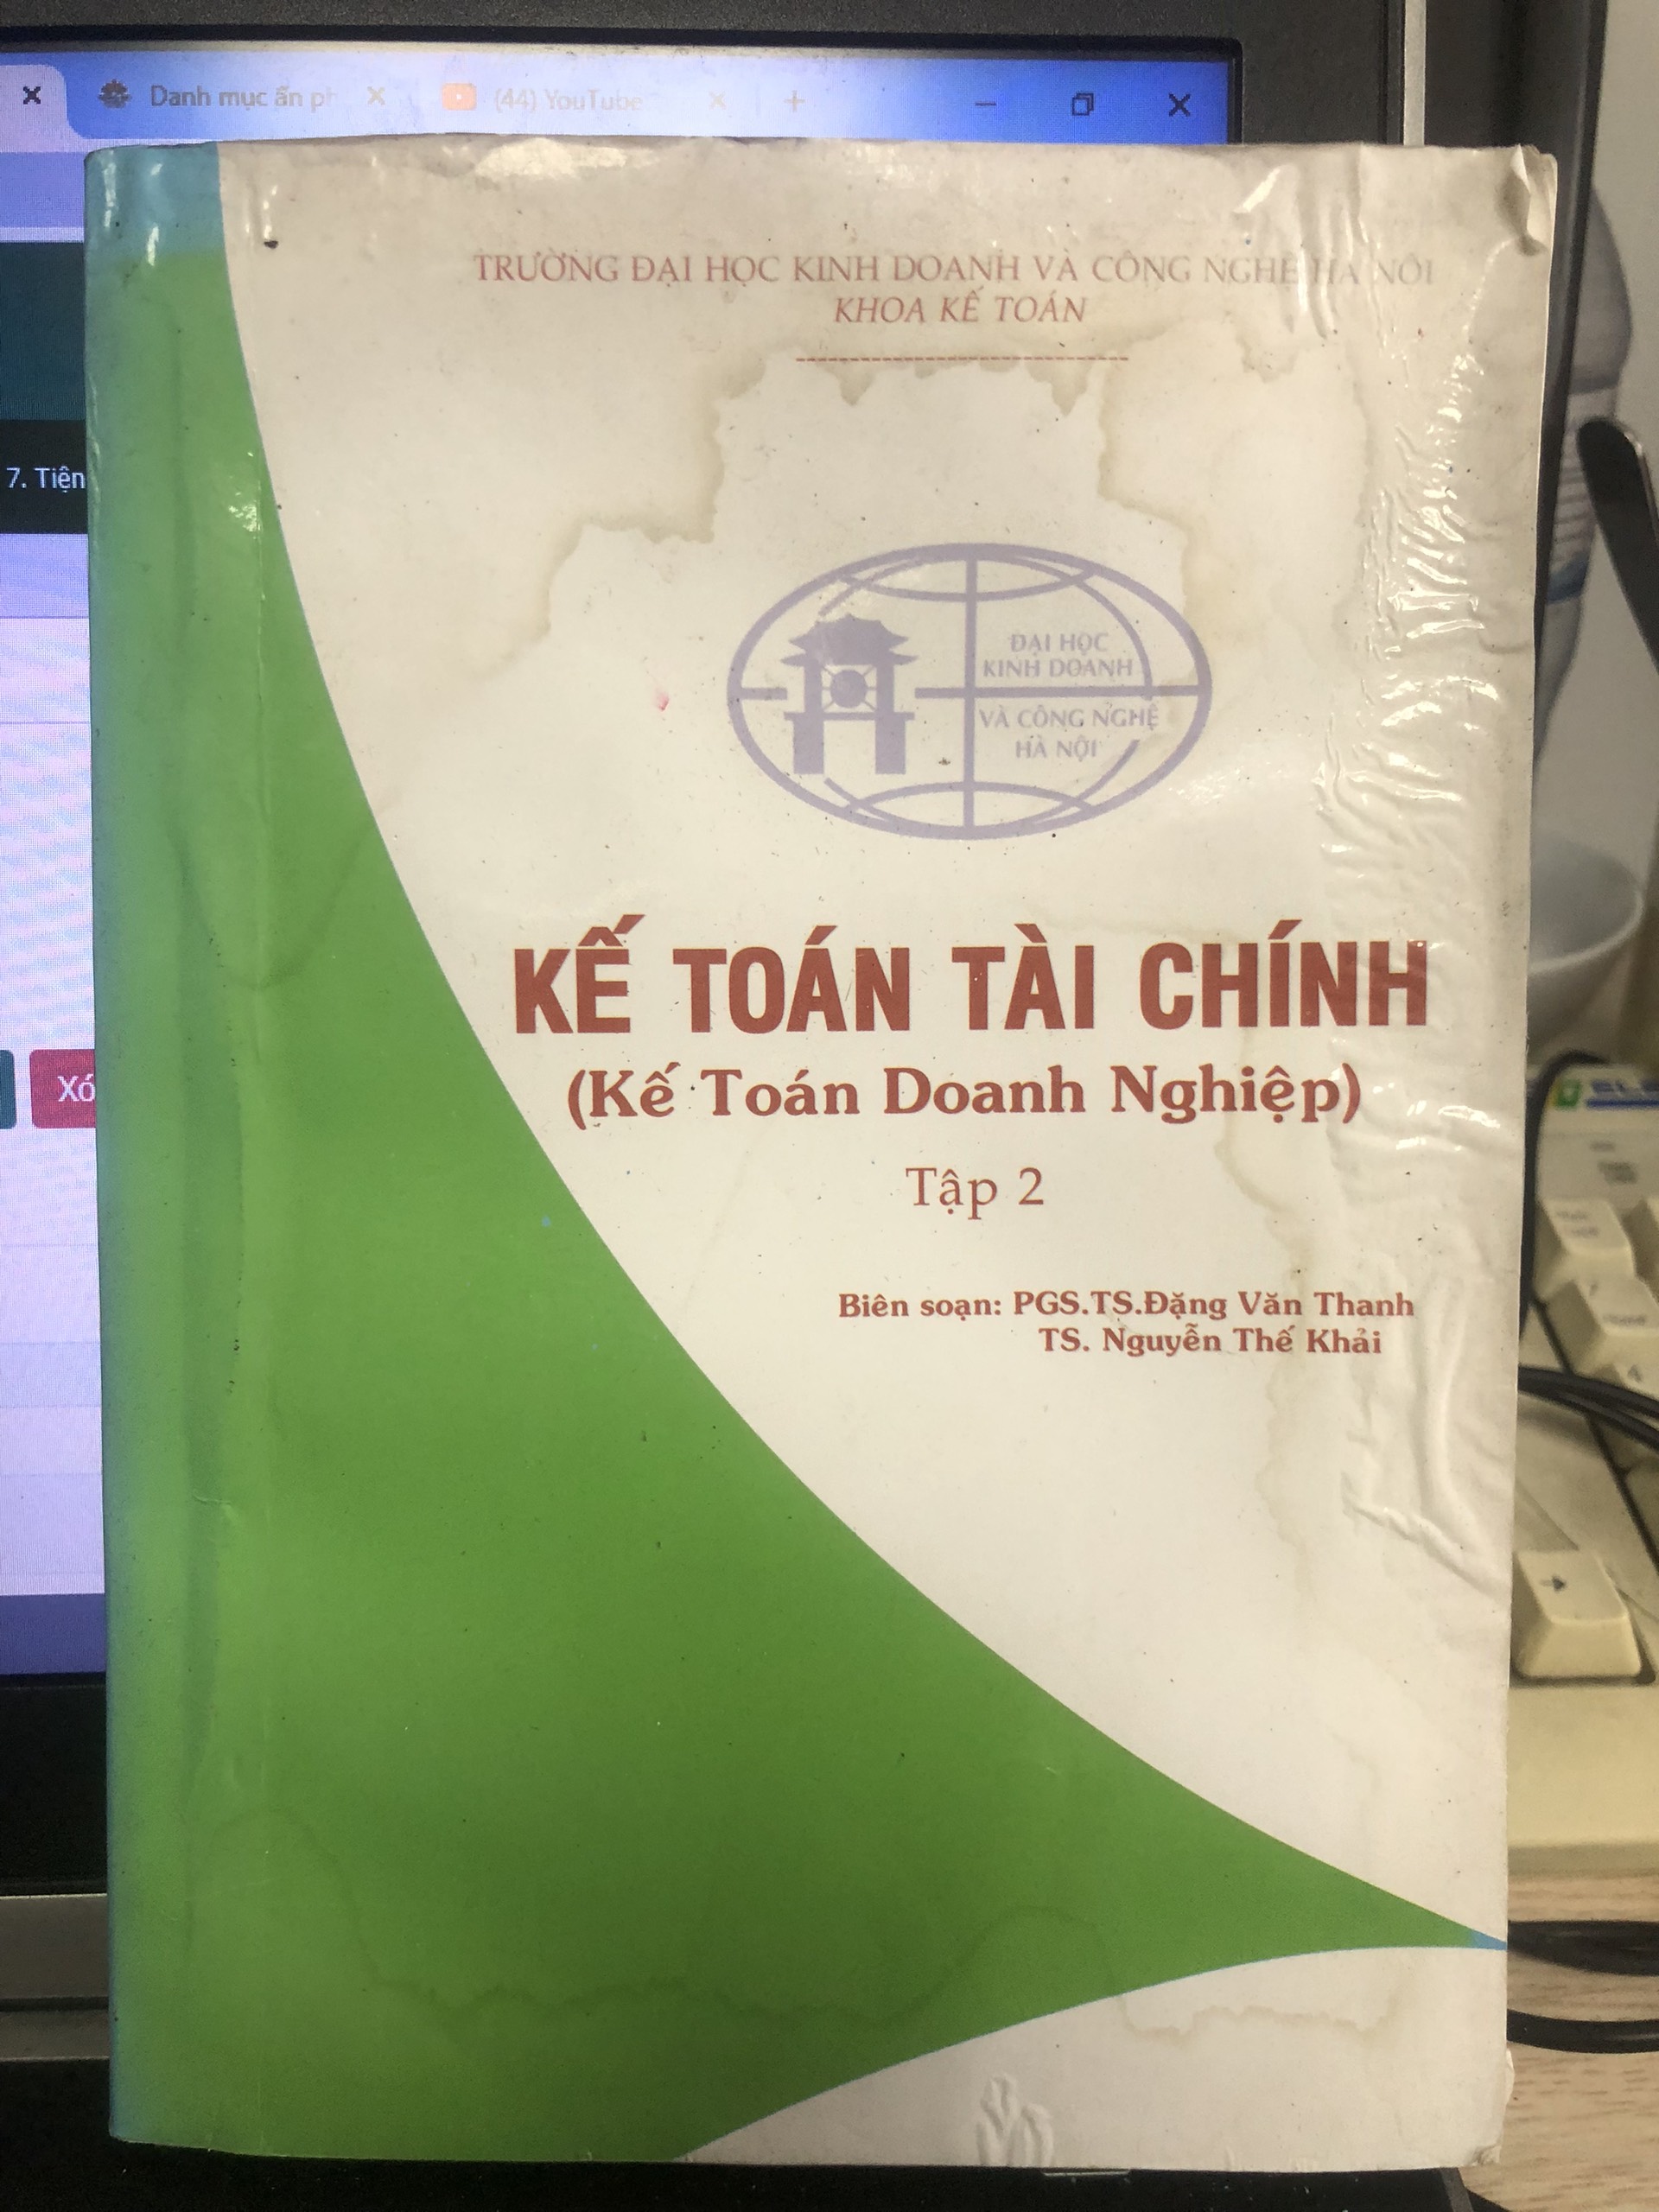 Danh mục ấn ph
(44) YouTube
TRƯỜNG ĐẠI HỌC KINH DOANH VÀ CÔNG NGHỆ HÀ NỘI
KHOA KẾ TOÁN
7. Tiện
ĐẠI HỌC
KINH DOANH
VÀ CÔNG NGHỆ
HÀ NỘI
KẾ TOÁN TÀI CHÍNH
(Kế Toán Doanh Nghiệp)
Xó
Tập 2
Biên soạn: PGS.TS.Đặng Văn Thanh
TS. Nguyễn Thế Khải